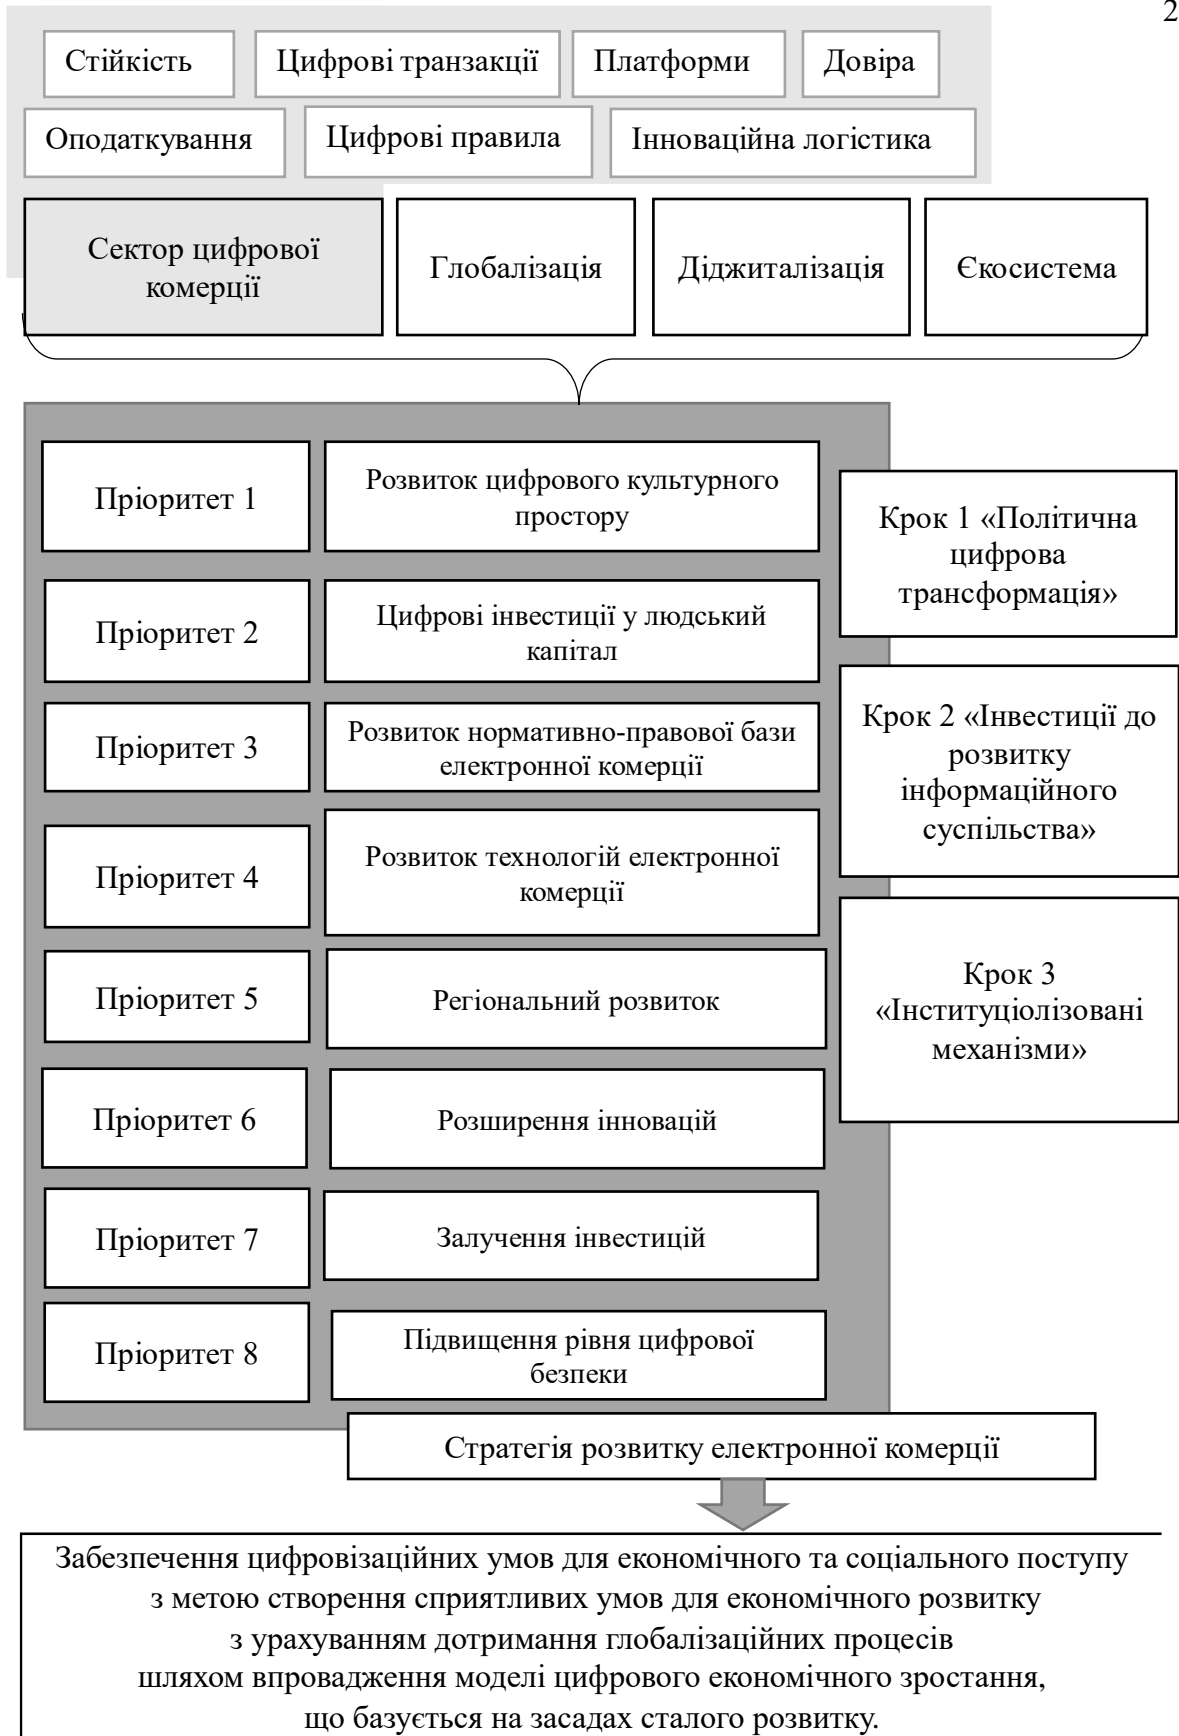 2
Стійкість
Цифрові транзакції
Платформи
Довіра
Оподаткування
Цифрові правила
Інноваційна логістика
Сектор цифрової
комерції
Глобалізація
Діджиталізація
Єкосистема
Пріоритет 1
Розвиток цифрового культурного
простору
Пріоритет 2
Цифрові інвестиції у людський
капітал
Пріоритет 3
Розвиток нормативно-правової бази
електронної комерції
Пріоритет 4
Розвиток технологій електронної
комерції
Пріоритет 5
Регіональний розвиток
Пріоритет 6
Розширення інновацій
Пріоритет 7
Залучення інвестицій
Пріоритет 8
Підвищення рівня цифрової
безпеки
Крок 1 «Політична
цифрова
трансформація»
Крок 2 «Інвестиції до
розвитку
інформаційного
суспільства»
Крок 3
«Інституціолізовані
механізми»
Стратегія розвитку електронної комерції
Забезпечення цифровізаційних умов для економічного та соціального поступу
з метою створення сприятливих умов для економічного розвитку
з урахуванням дотримання глобалізаційних процесів
шляхом впровадження моделі цифрового економічного зростання,
що базується на засадах сталого розвитку.